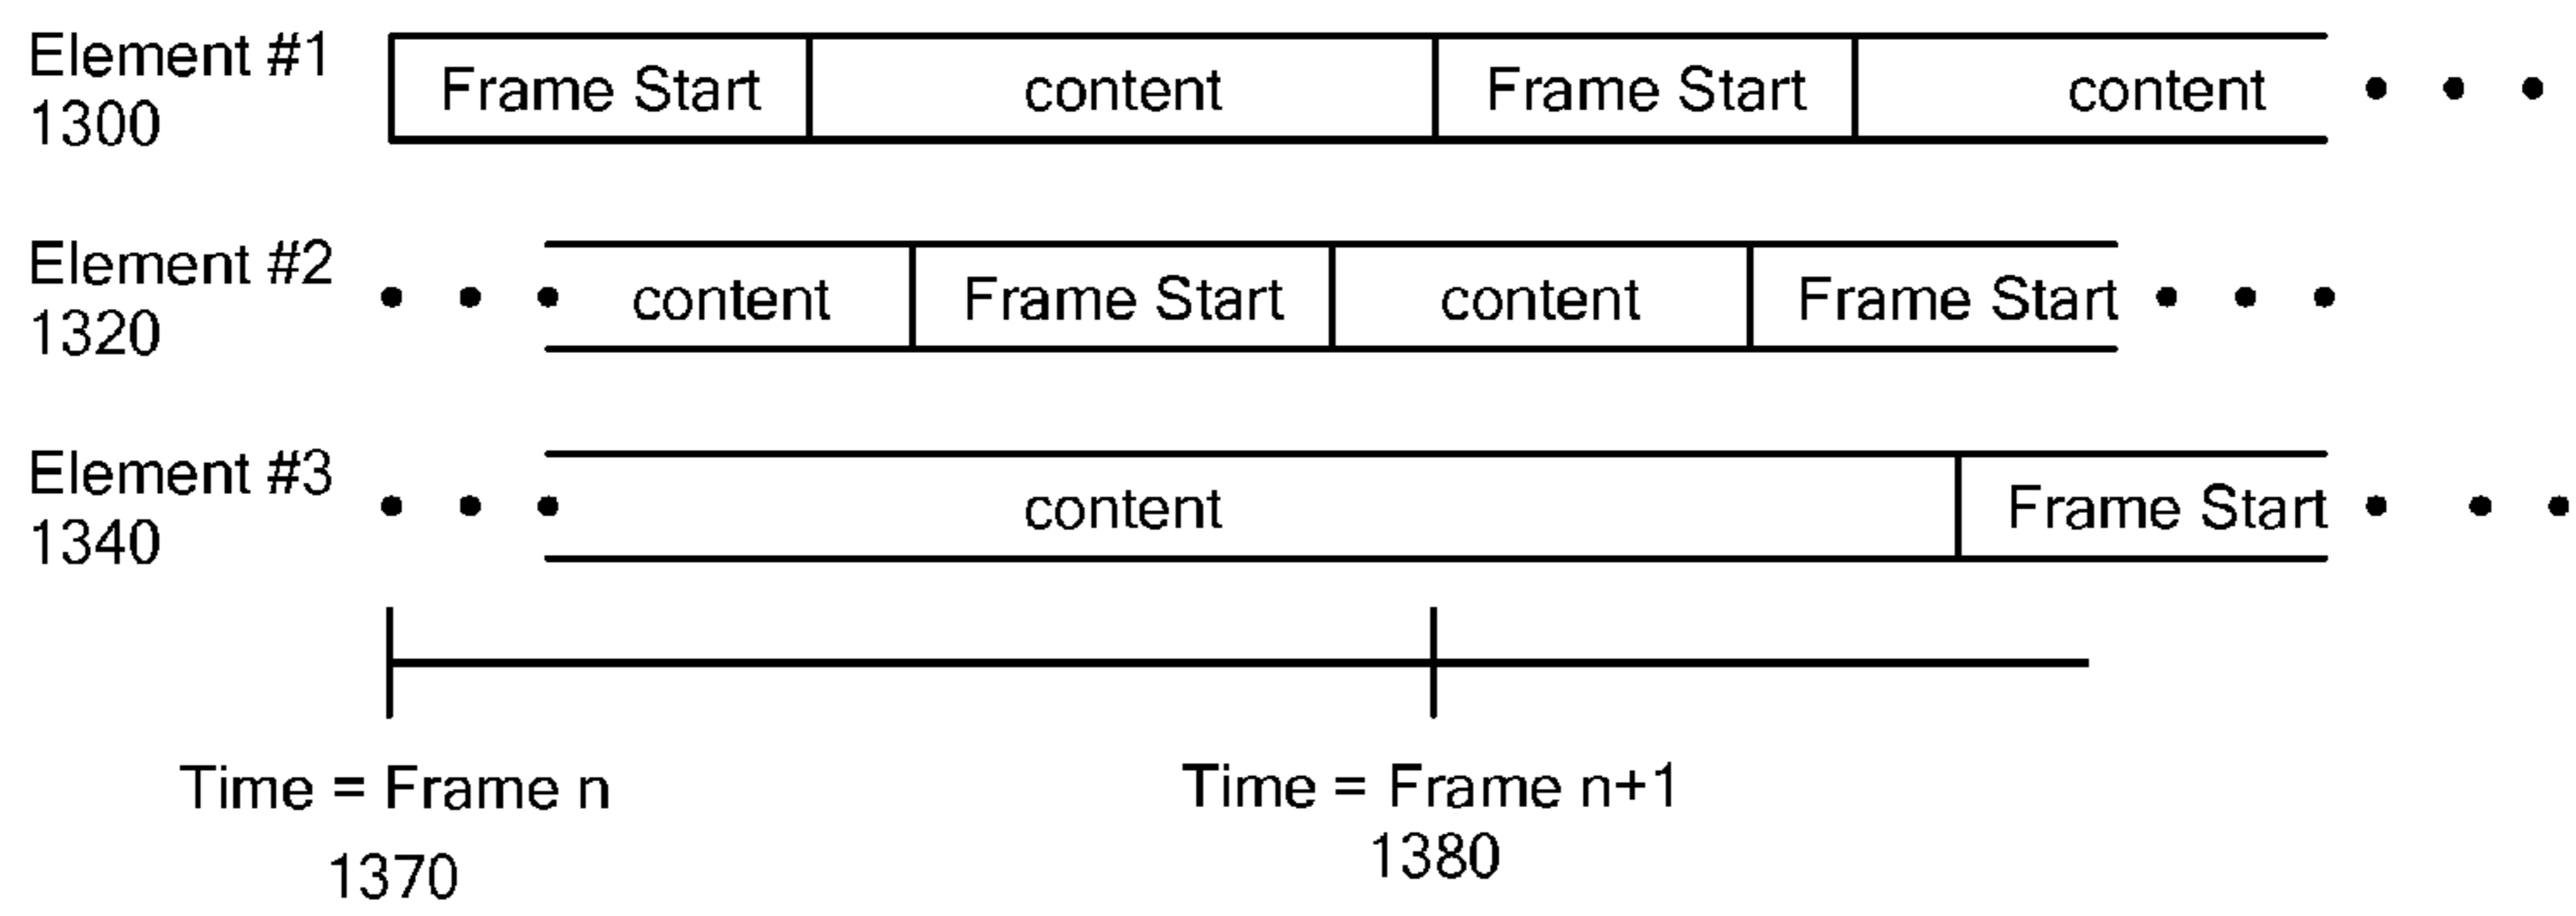 Element #1
1300
Frame Start content Frame Start content • • •
Element #2
1320
• • • content Frame Start content Frame Start • • •
Element #3
1340
• • • content Frame Start • • •
Time = Frame n
1370
Time = Frame n+1
1380